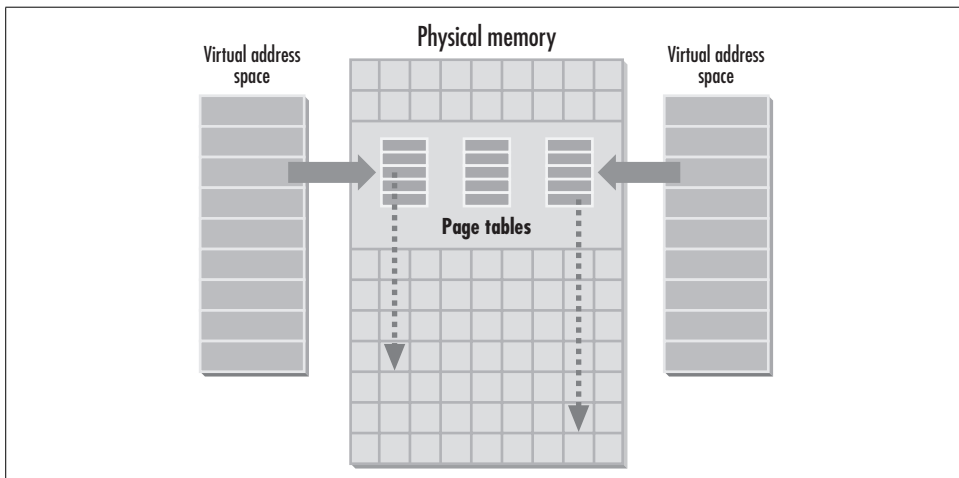 Physical memory
Virtual address
space
Virtual address
space
Page tables